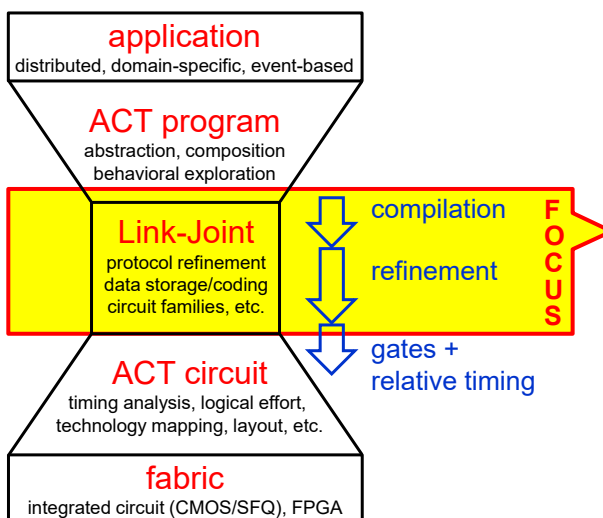 application
distributed, domain-specific, event-based
ACT program
abstraction, composition
behavioral exploration
Link-Joint
protocol refinement
data storage/coding
circuit families, etc.
compilation
refinement
FOCUS
gates +
relative timing
ACT circuit
timing analysis, logical effort,
technology mapping, layout, etc.
fabric
integrated circuit (CMOS/SFQ), FPGA